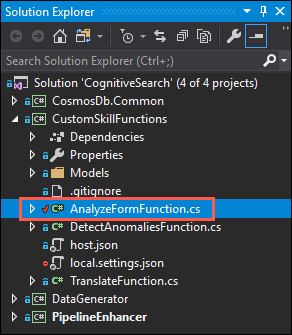 Solution Explorer
Search Solution Explorer (Ctrl+;)
Solution 'CognitiveSearch' (4 of 4 projects)
C# CosmosDb.Common
C# CustomSkillFunctions
Dependencies
Properties
Models
.gitignore
C# AnalyzeFormFunction.cs
C# DetectAnomaliesFunction.cs
host.json
local.settings.json
C# TranslateFunction.cs
C# DataGenerator
C# PipelineEnhancer